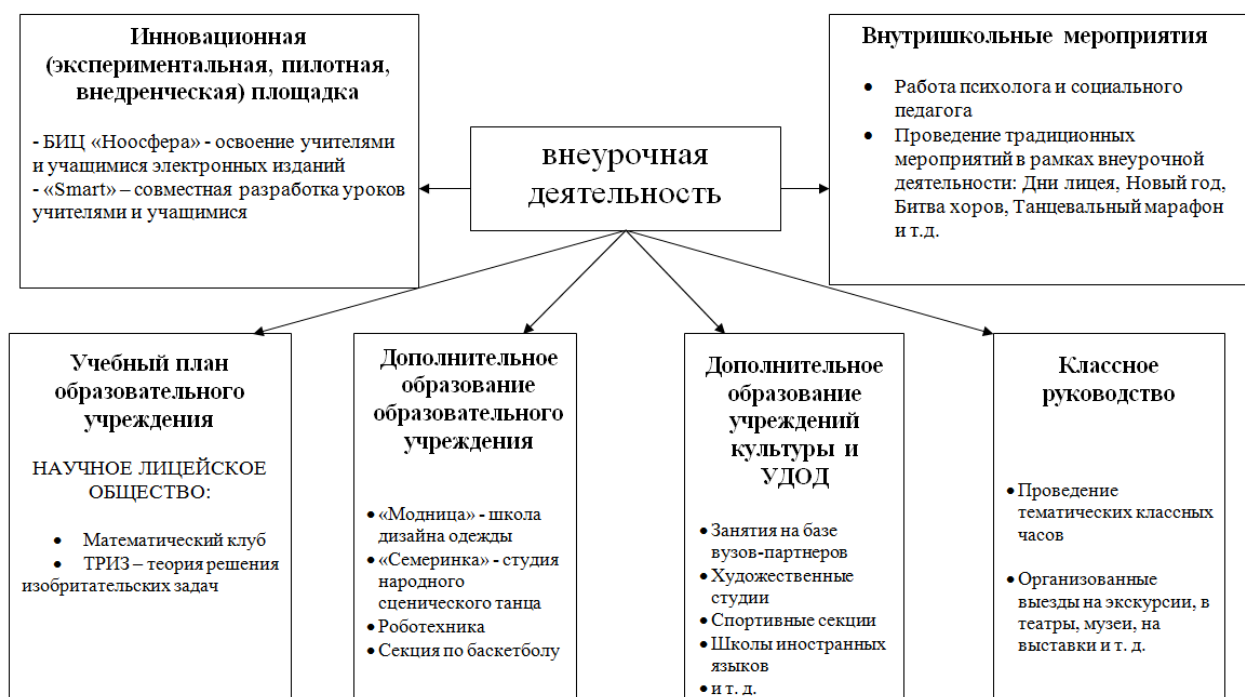 Инновационная
(экспериментальная, пилотная,
внедренческая) площадка
- БИЦ «Ноосфера» - освоение учителями
и учащимися электронных изданий
- «Smart» – совместная разработка уроков
учителями и учащимися
внеурочная
деятельность
Внутришкольные мероприятия
• Работа психолога и социального
педагога
• Проведение традиционных
мероприятий в рамках внеурочной
деятельности: Дни лицея, Новый год,
Битва хоров, Танцевальный марафон
и т.д.
Учебный план
образовательного
учреждения
НАУЧНОЕ ЛИЦЕЙСКОЕ
ОБЩЕСТВО:
• Математический клуб
• ТРИЗ – теория решения
изобритательских задач
Дополнительное
образование
образовательного
учреждения
• «Модница» - школа
дизайна одежды
• «Семеринка» - студия
народного
сценического танца
• Роботехника
• Секция по баскетболу
Дополнительное
образование
учреждений
культуры и
УДОД
• Занятия на базе
вузов-партнеров
• Художественные
студии
• Спортивные секции
• Школы иностранных
языков
• и т. д.
Классное
руководство
• Проведение
тематических классных
часов
• Организованные
выезды на экскурсии, в
театры, музеи, на
выставки и т. д.